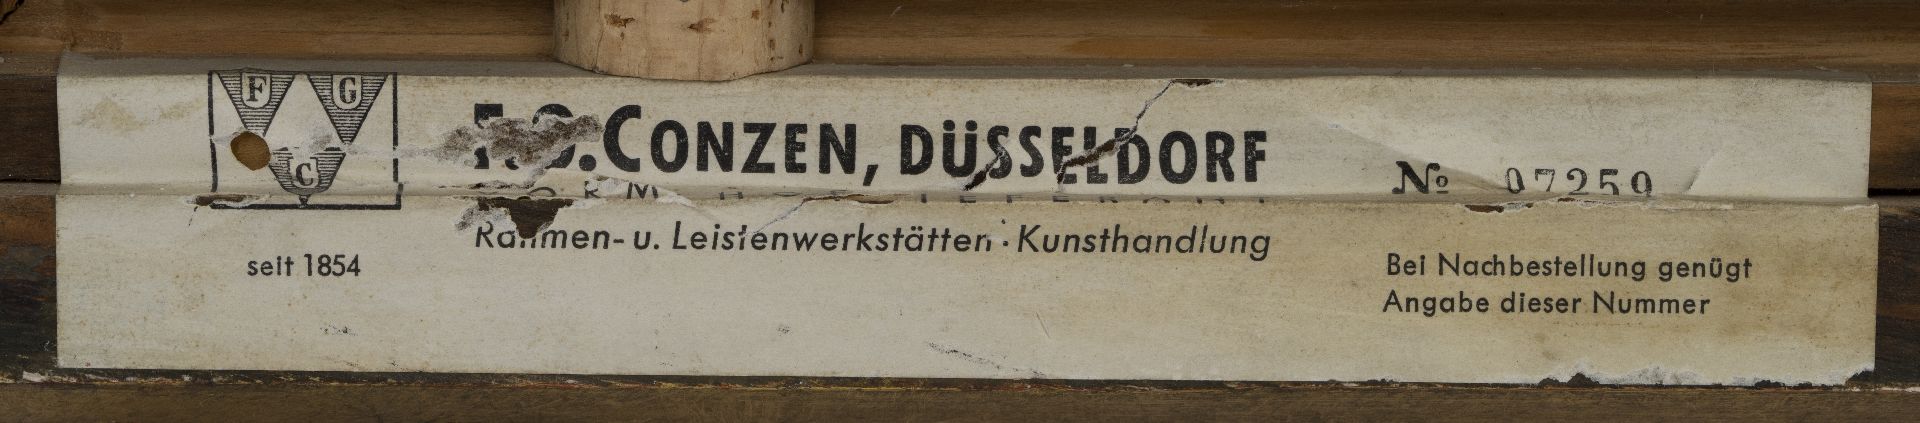 F G
C
F.G.CONZEN, DÜSSELDORF
Rahmen- u. Leistenwerkstätten · Kunsthandlung
seit 1854
No 07259
Bei Nachbestellung genügt
Angabe dieser Nummer